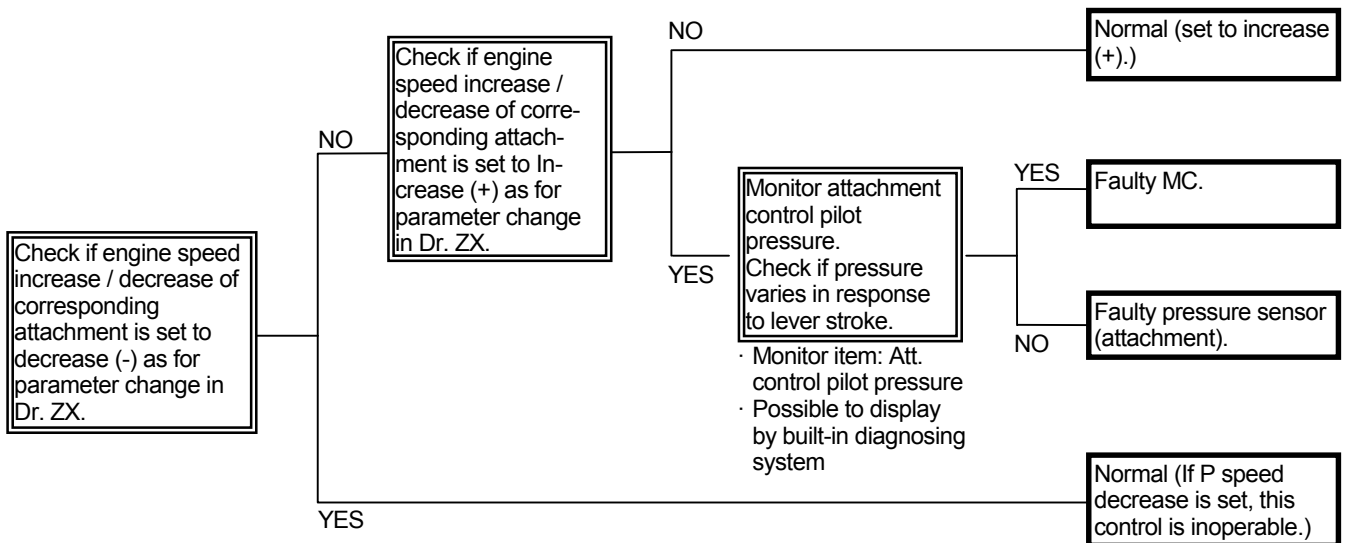 Check if engine speed
increase / decrease of
corresponding
attachment is set to
decrease (-) as for
parameter change in
Dr. ZX.
NO
YES
Check if engine
speed increase /
decrease of corre-
sponding attach-
ment is set to In-
crease (+) as for
parameter change
in Dr. ZX.
NO
YES
Monitor attachment
control pilot
pressure.
Check if pressure
varies in response
to lever stroke.
· Monitor item: Att.
control pilot pressure
· Possible to display
by built-in diagnosing
system
YES
NO
Normal (set to increase
(+).)
Faulty MC.
Faulty pressure sensor
(attachment).
Normal (If P speed
decrease is set, this
control is inoperable.)